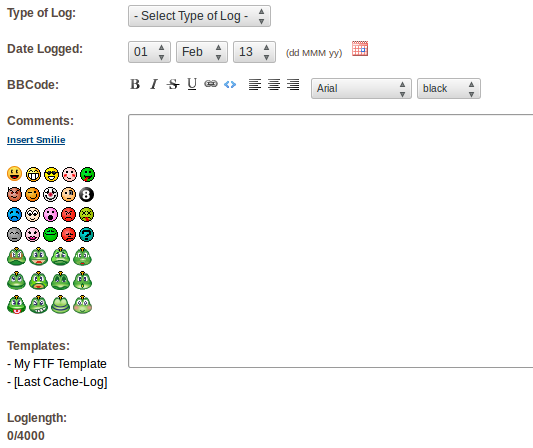 Type of Log: - Select Type of Log -
Date Logged: 01 Feb 13 (dd MMM yy)
BBCode: B I S U Arial black
Comments:
Insert Smilie
8
?
Templates:
- My FTF Template
- [Last Cache-Log]
Loglength:
0/4000